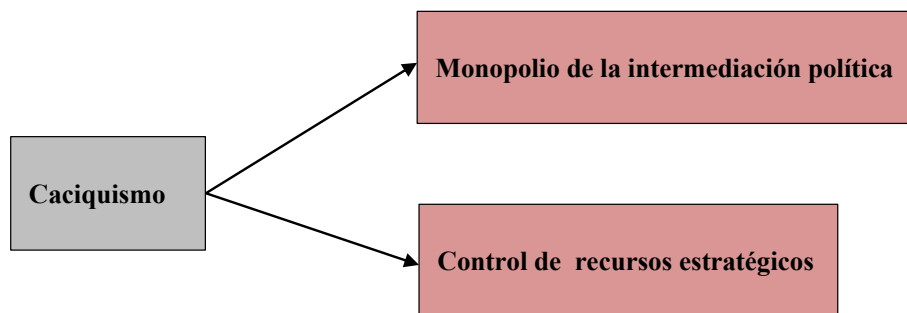 Monopolio de la intermediación política
Caciquismo
Control de recursos estratégicos